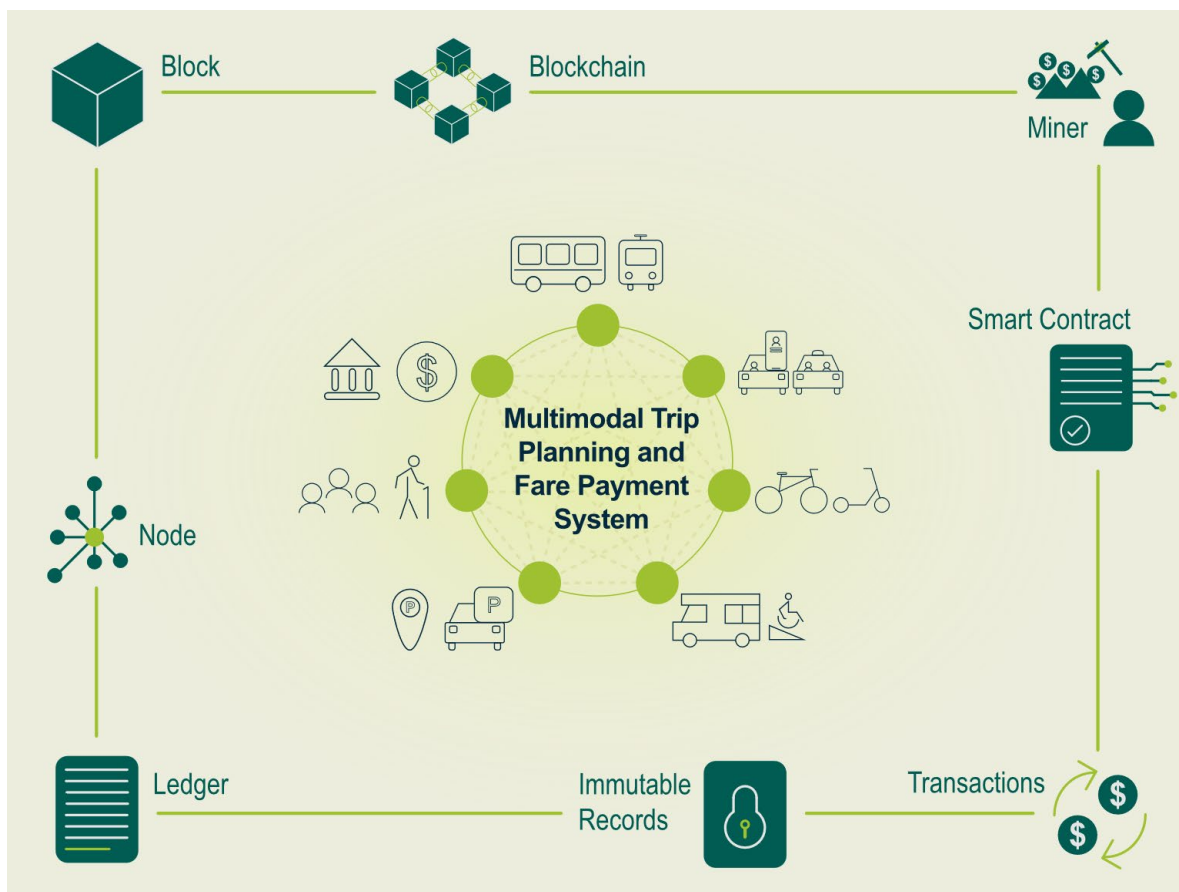 Block
Blockchain
Miner
Smart Contract
Multimodal Trip
Planning and
Fare Payment
System
P
P
Node
Ledger
Immutable
Records
Transactions
$
$
$
$
$
$
$